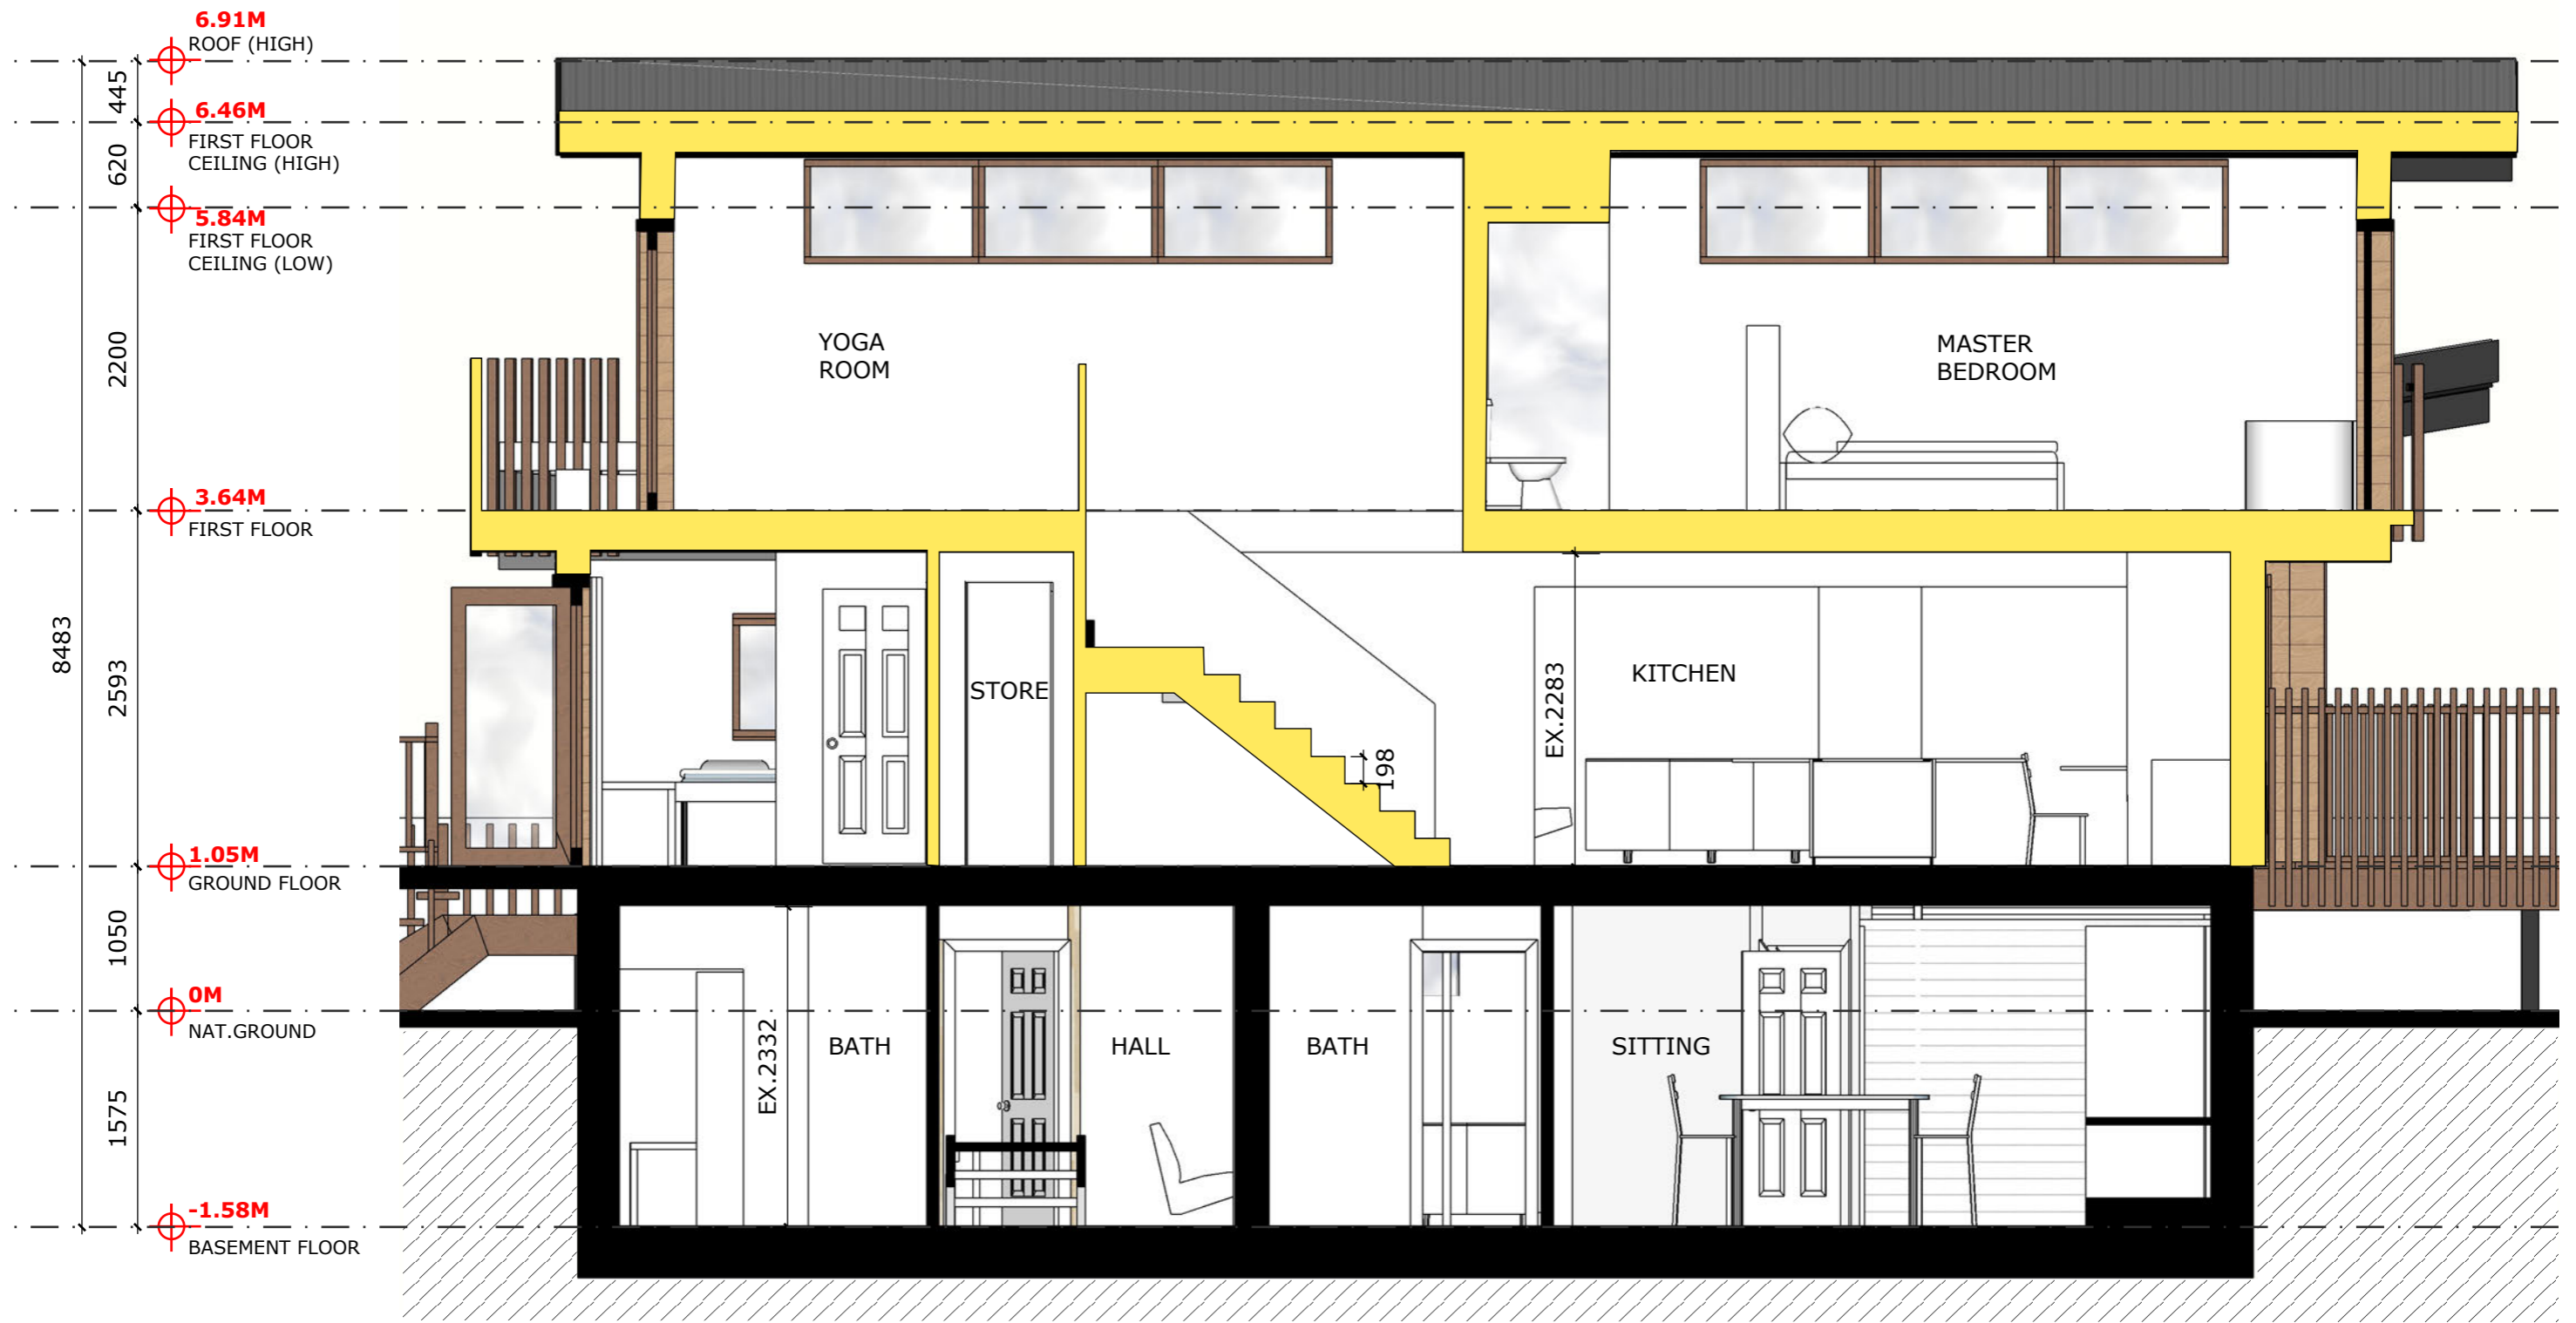 6.91M
ROOF (HIGH)
445
6.46M
FIRST FLOOR
CEILING (HIGH)
620
5.84M
FIRST FLOOR
CEILING (LOW)
2200
YOGA
ROOM
MASTER
BEDROOM
3.64M
FIRST FLOOR
8483
2593
STORE
198
EX.2283
KITCHEN
1.05M
GROUND FLOOR
1050
0M
NAT.GROUND
EX.2332
BATH
HALL
BATH
SITTING
1575
-1.58M
BASEMENT FLOOR